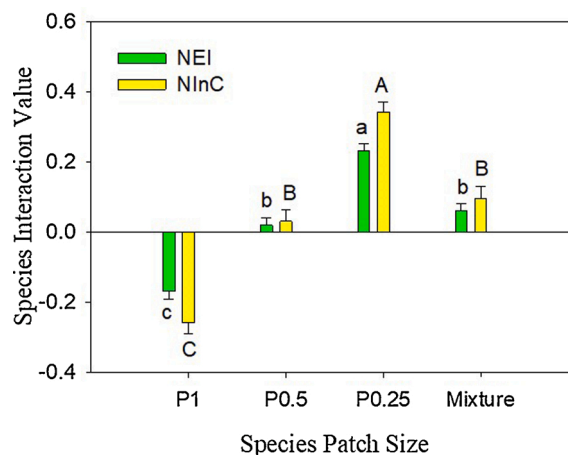 0.6
0.4
0.2
0.0
-0.2
-0.4
Species Interaction Value
NEI
NInC
c
C
b
B
a
A
b
B
P1 P0.5 P0.25 Mixture
Species Patch Size